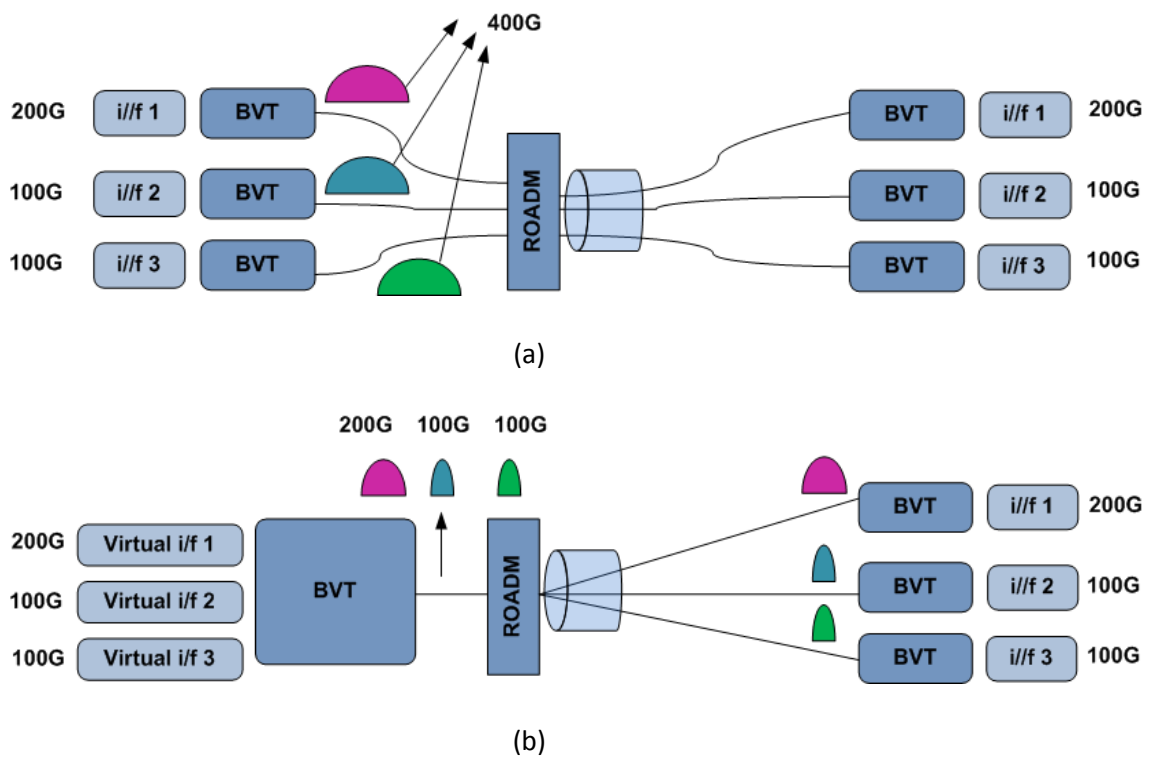 400G
200G i//f 1 BVT BVT i//f 1 200G
100G i//f 2 BVT ROADM BVT i//f 2 100G
100G i//f 3 BVT BVT i//f 3 100G
(a)
200G 100G 100G
200G Virtual i/f 1 BVT i//f 1 200G
100G Virtual i/f 2 BVT ROADM BVT i//f 2 100G
100G Virtual i/f 3 BVT i//f 3 100G
(b)